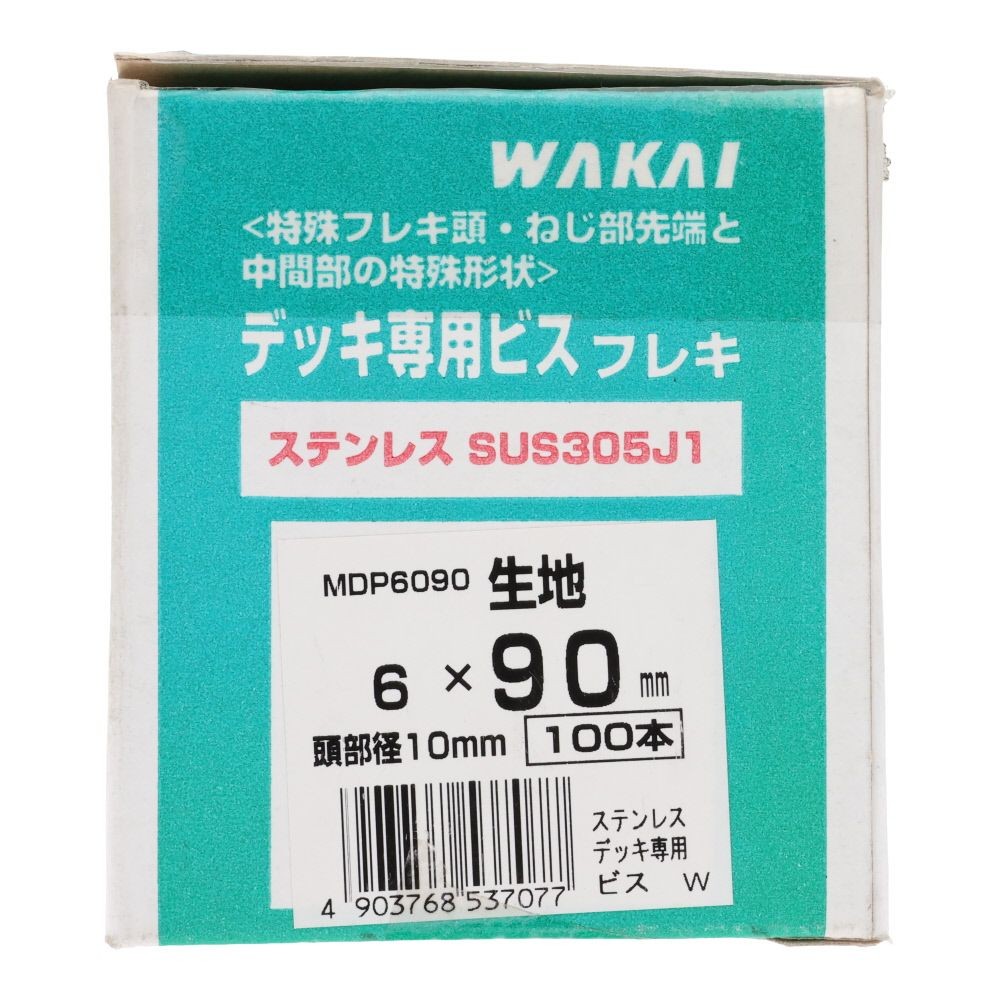 WAKAI
<特殊フレキ頭・ねじ部先端と
中間部の特殊形状>
デッキ専用ビス フレキ
ステンレス SUS305J1
MDP6090 生地
6 × 90 mm
頭部径10mm 100本
ステンレス
デッキ専用
ビス W
4 903768 537077